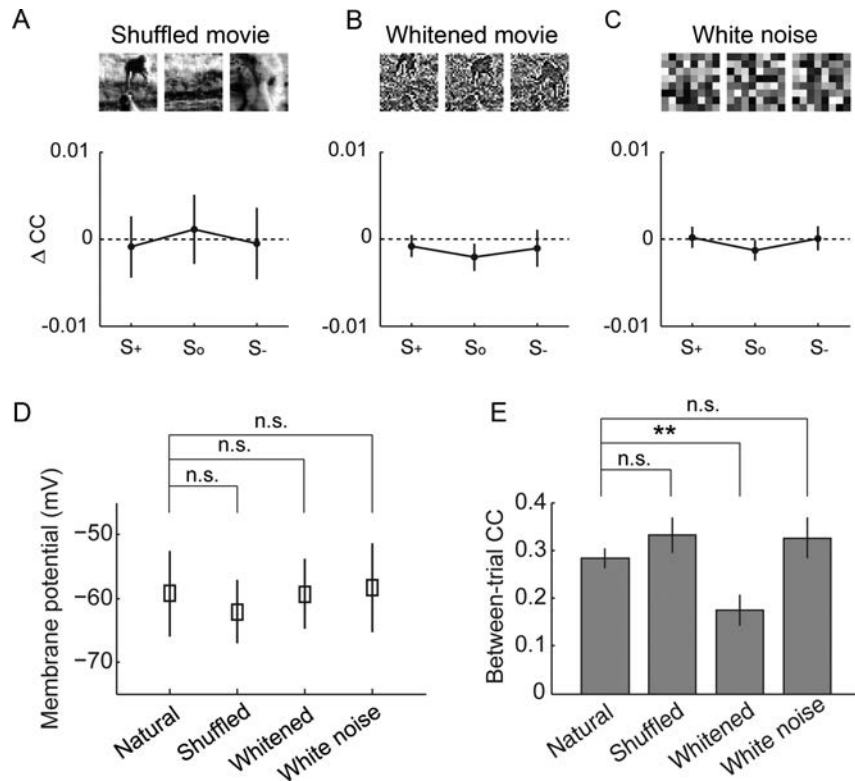 A
Shuffled movie
B
Whitened movie
C
White noise
Δ CC
0.01
0
-0.01
S+
So
S-
0.01
0
-0.01
S+
So
S-
0.01
0
-0.01
S+
So
S-
D
n.s.
n.s.
n.s.
Membrane potential (mV)
−50
−60
−70
Natural
Shuffled
Whitened
White noise
E
n.s.
**
n.s.
Between-trial CC
0.4
0.3
0.2
0.1
0
Natural
Shuffled
Whitened
White noise